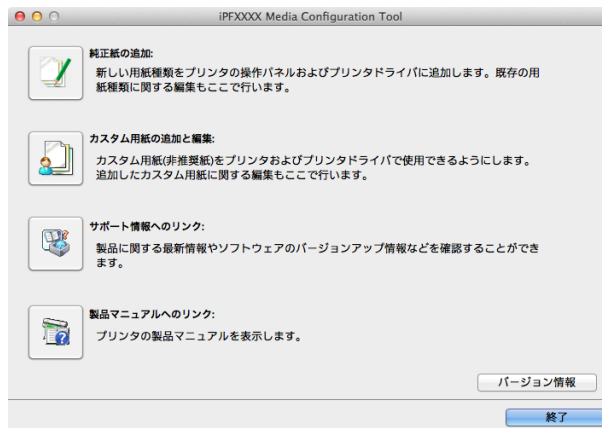 iPFXXXX Media Configuration Tool
純正紙の追加:
新しい用紙種類をプリンタの操作パネルおよびプリンタドライバに追加します。既存の用
紙種類に関する編集もここで行います。
カスタム用紙の追加と編集:
カスタム用紙(非推奨紙)をプリンタおよびプリンタドライバで使用できるようにします。
追加したカスタム用紙に関する編集もここで行います。
サポート情報へのリンク:
製品に関する最新情報やソフトウェアのバージョンアップ情報などを確認することができ
ます。
製品マニュアルへのリンク:
プリンタの製品マニュアルを表示します。
バージョン情報
終了